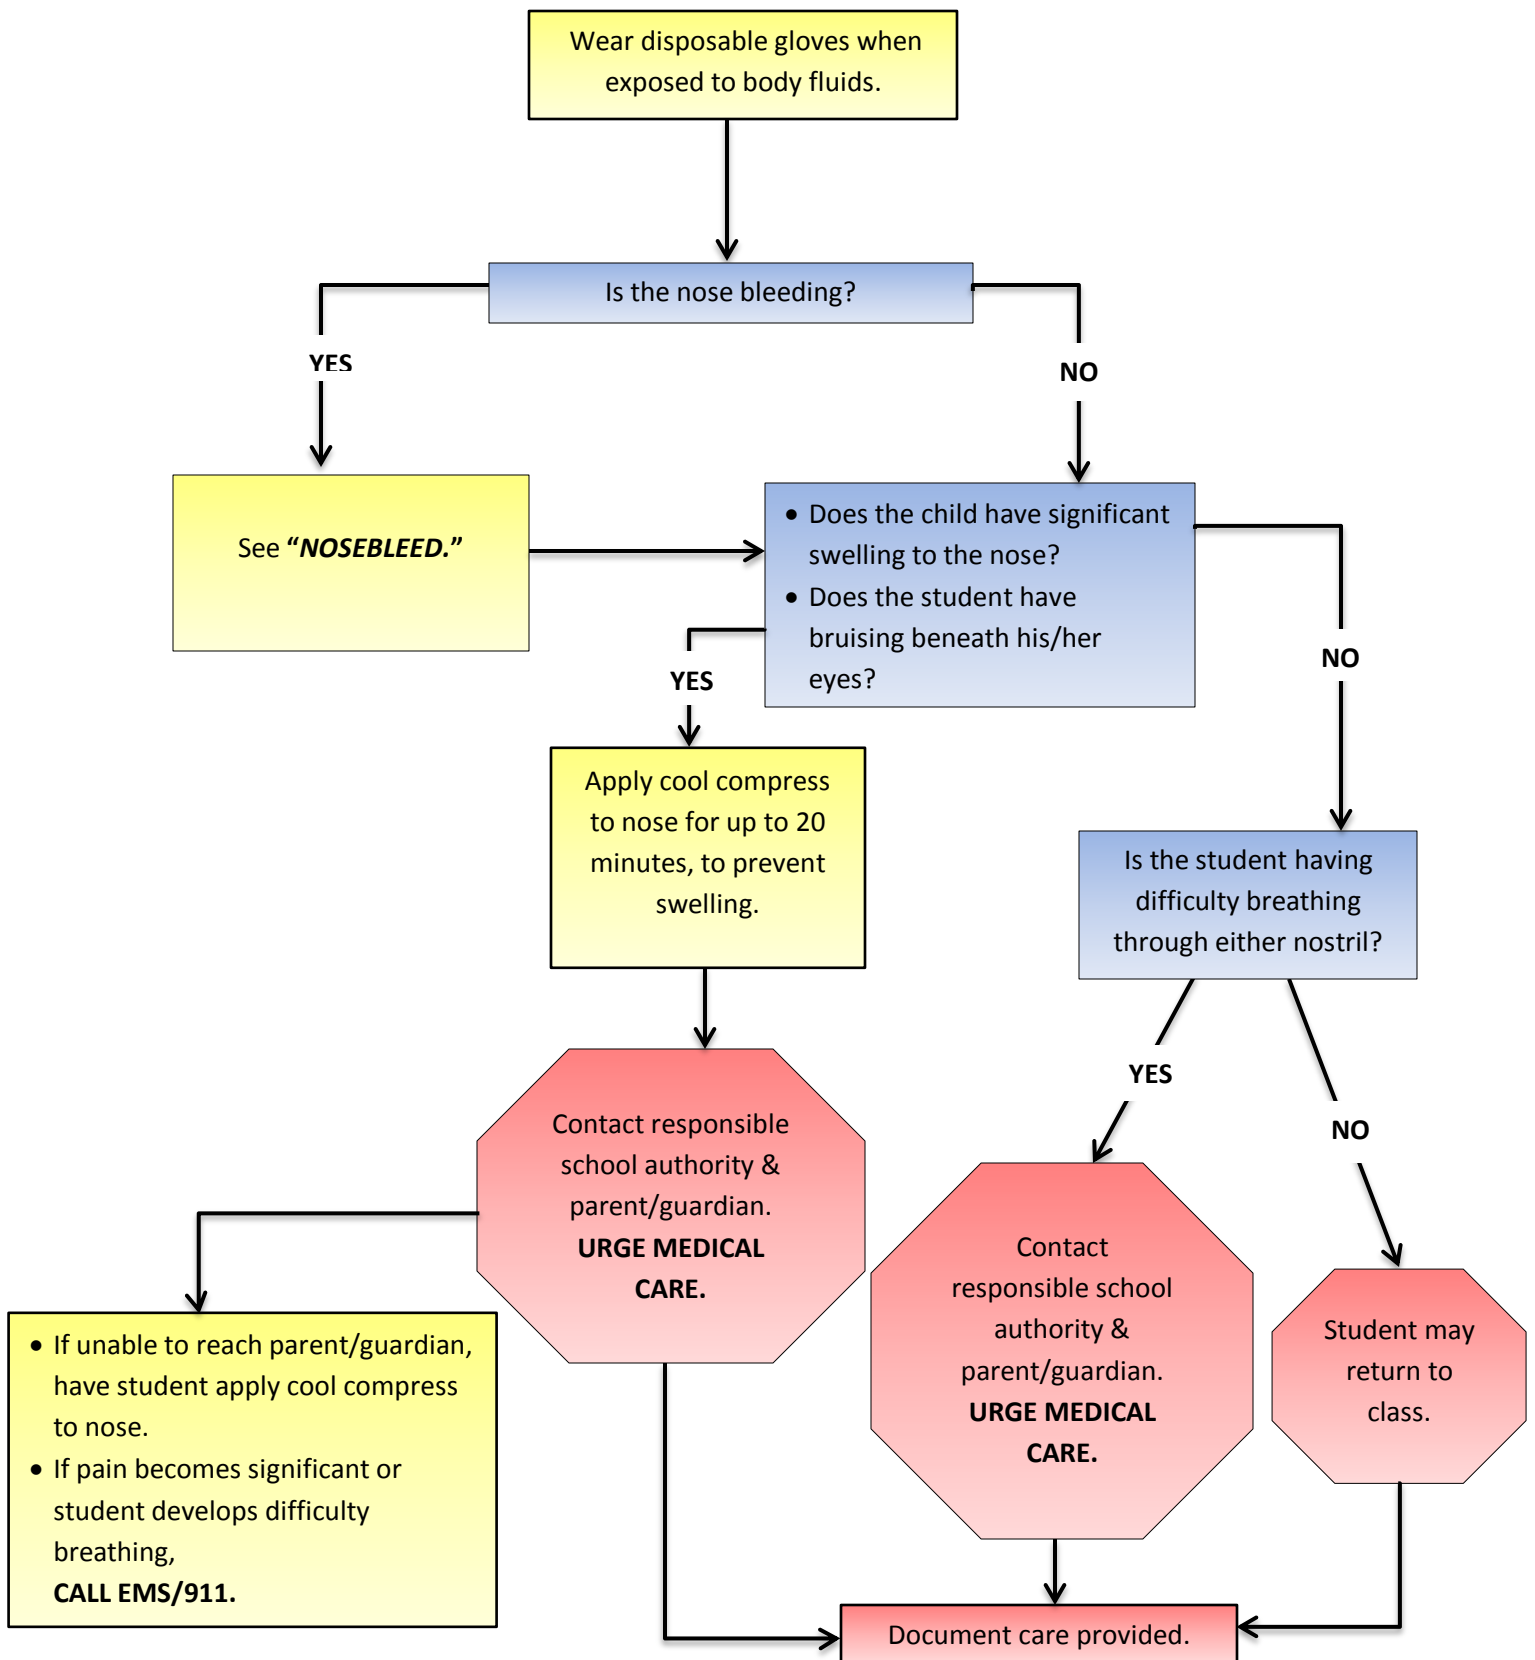 Wear disposable gloves when
exposed to body fluids.
Is the nose bleeding?
YES
NO
See “NOSEBLEED.”
• Does the child have significant
swelling to the nose?
• Does the student have
bruising beneath his/her
eyes?
YES
NO
Apply cool compress
to nose for up to 20
minutes, to prevent
swelling.
Is the student having
difficulty breathing
through either nostril?
YES
NO
Contact responsible
school authority &
parent/guardian.
URGE MEDICAL
CARE.
Contact
responsible school
authority &
parent/guardian.
URGE MEDICAL
CARE.
Student may
return to
class.
• If unable to reach parent/guardian,
have student apply cool compress
to nose.
• If pain becomes significant or
student develops difficulty
breathing,
CALL EMS/911.
Document care provided.